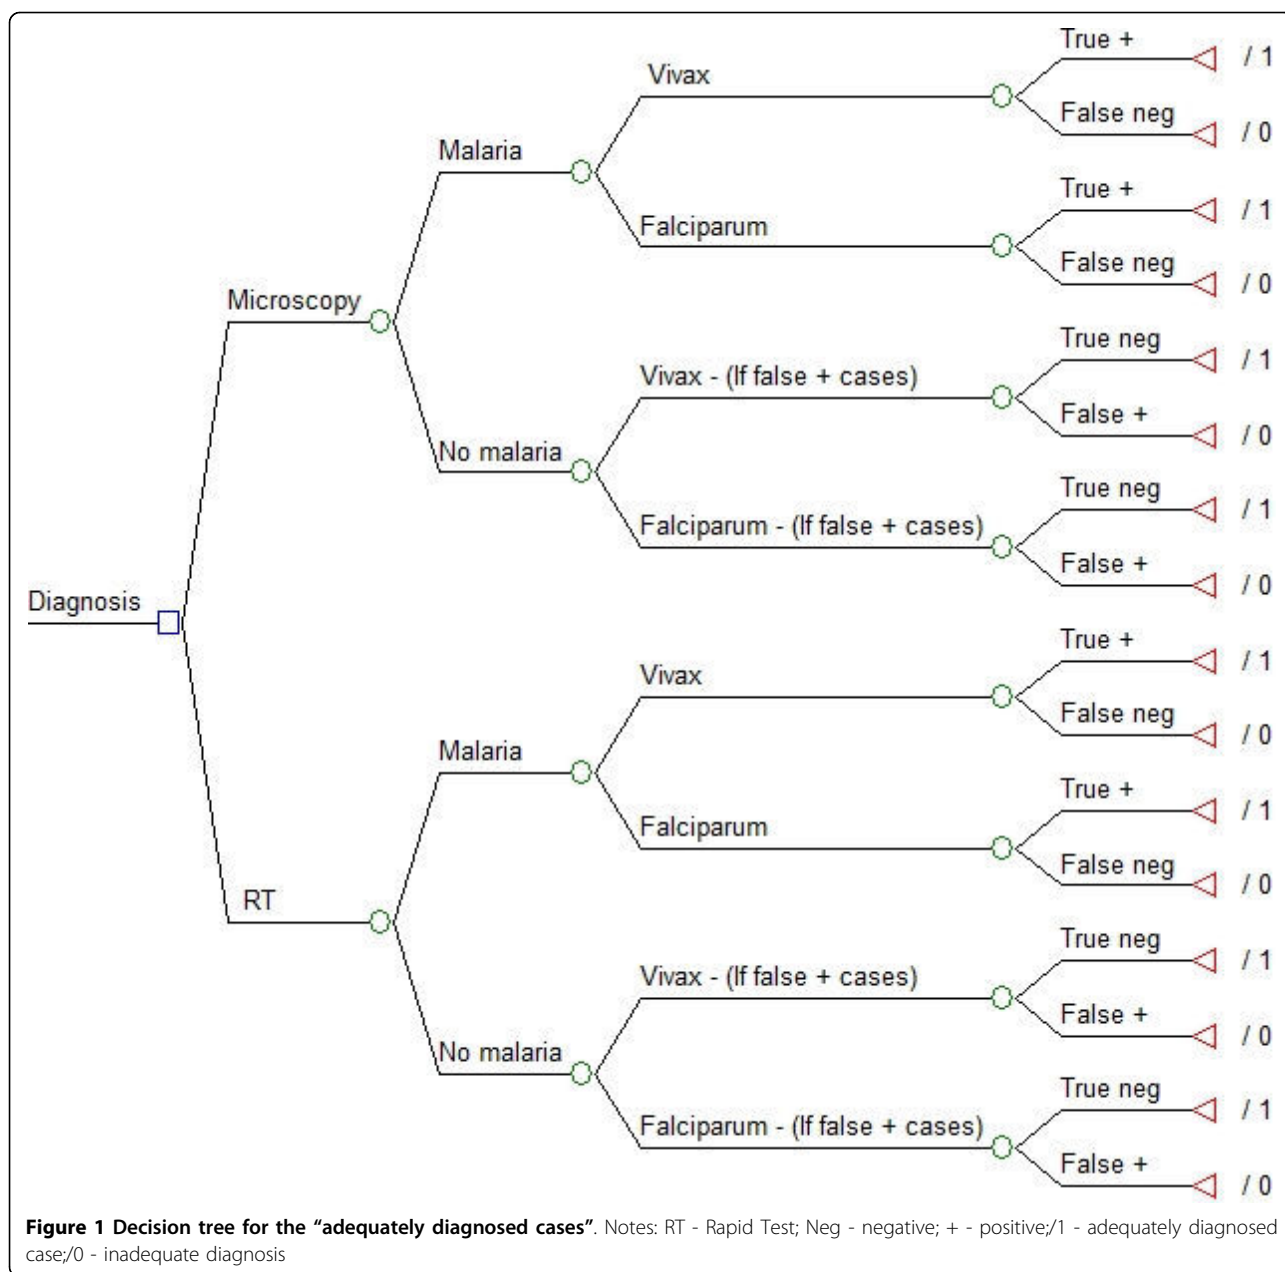 True +
/ 1
Vivax
False neg
/ 0
Malaria
True +
/ 1
Falciparum
False neg
/ 0
Microscopy
True neg
/ 1
Vivax - (If false + cases)
False +
/ 0
No malaria
True neg
/ 1
Falciparum - (If false + cases)
False +
/ 0
Diagnosis
True +
/ 1
Vivax
False neg
/ 0
Malaria
True +
/ 1
Falciparum
False neg
/ 0
RT
True neg
/ 1
Vivax - (If false + cases)
False +
/ 0
No malaria
True neg
/ 1
Falciparum - (If false + cases)
False +
/ 0
Figure 1 Decision tree for the “adequately diagnosed cases”. Notes: RT - Rapid Test; Neg - negative; + - positive;/1 - adequately diagnosed
case;/0 - inadequate diagnosis